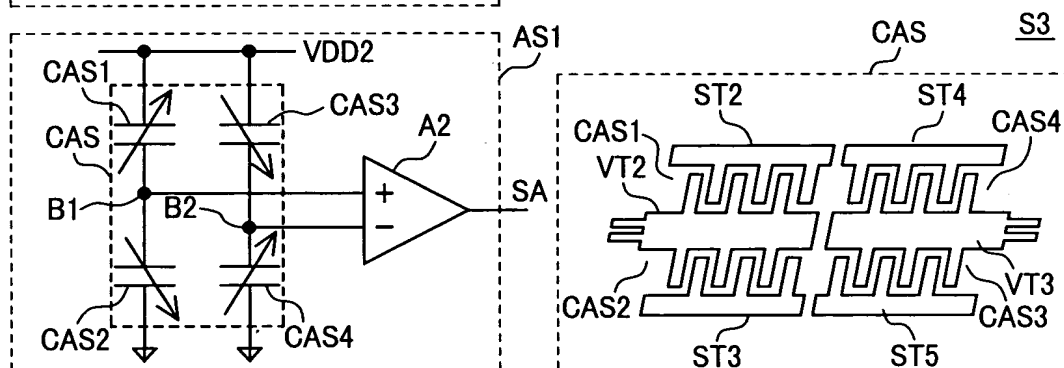 AS1
VDD2
CAS1
CAS3
CAS
A2
+
−
SA
B1
B2
CAS2
CAS4
S3
CAS
ST2
ST4
CAS1
CAS4
VT2
VT3
CAS2
CAS3
ST3
ST5